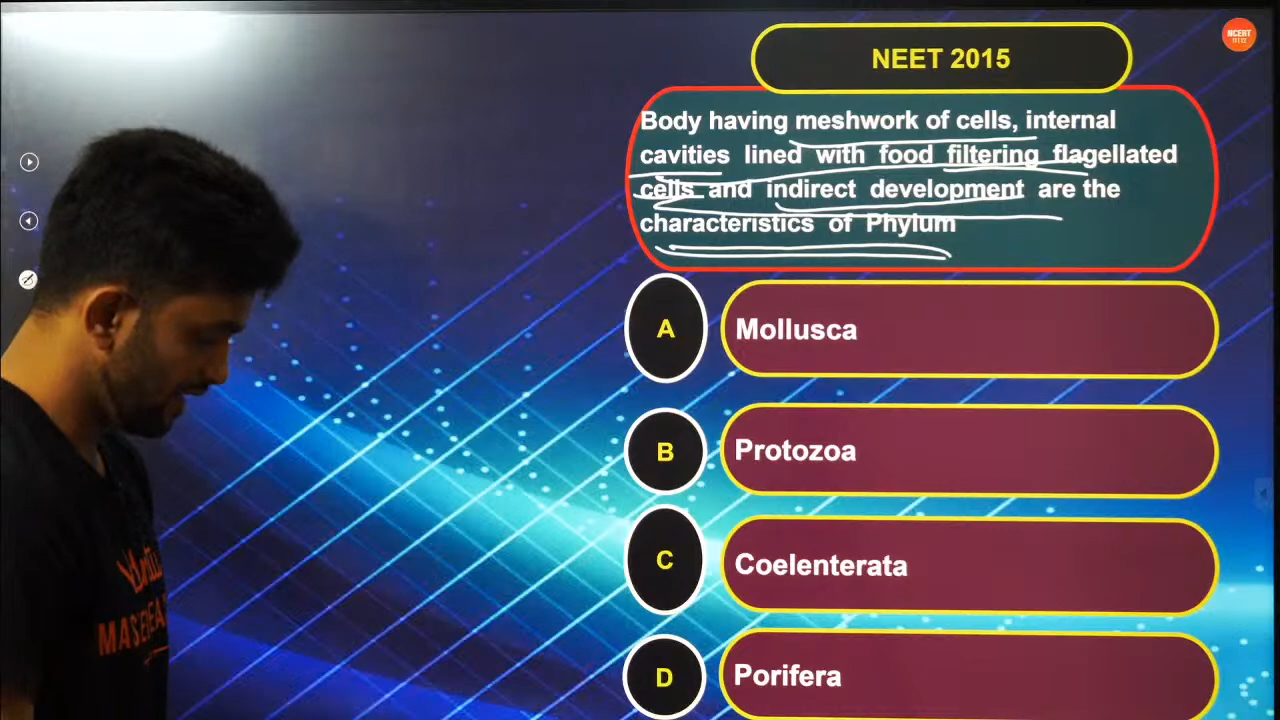 NCERT
NEET 2015
Body having meshwork of cells, internal
cavities lined with food filtering flagellated
cells and indirect development are the
characteristics of Phylum
A
Mollusca
B
Protozoa
C
Coelenterata
D
Porifera